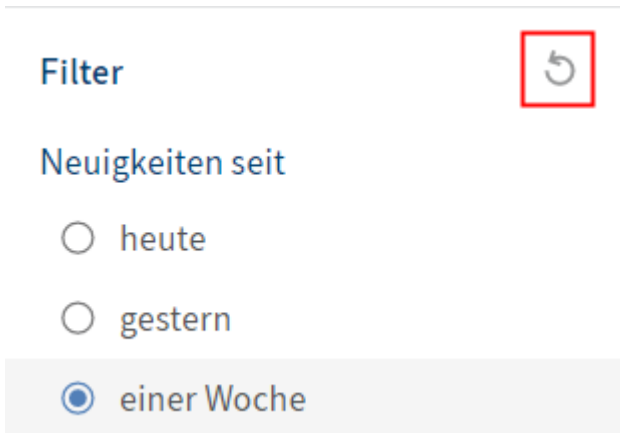 Filter
Neuigkeiten seit
heute
gestern
einer Woche